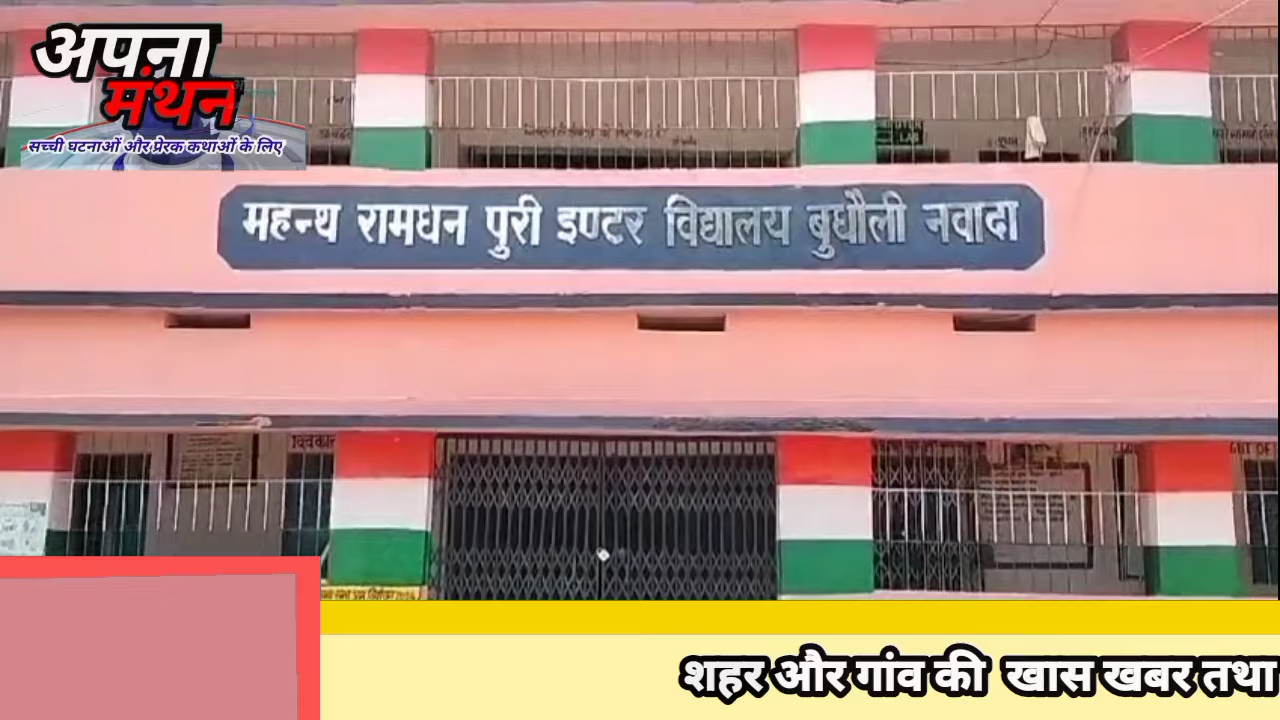 अपना
मंथन
सच्ची घटनाओं और प्रेरक कथाओं के लिए
महन्थ रामधन पुरी इण्टर विद्यालय बुधौली नवादा
शहर और गांव की खास खबर तथा